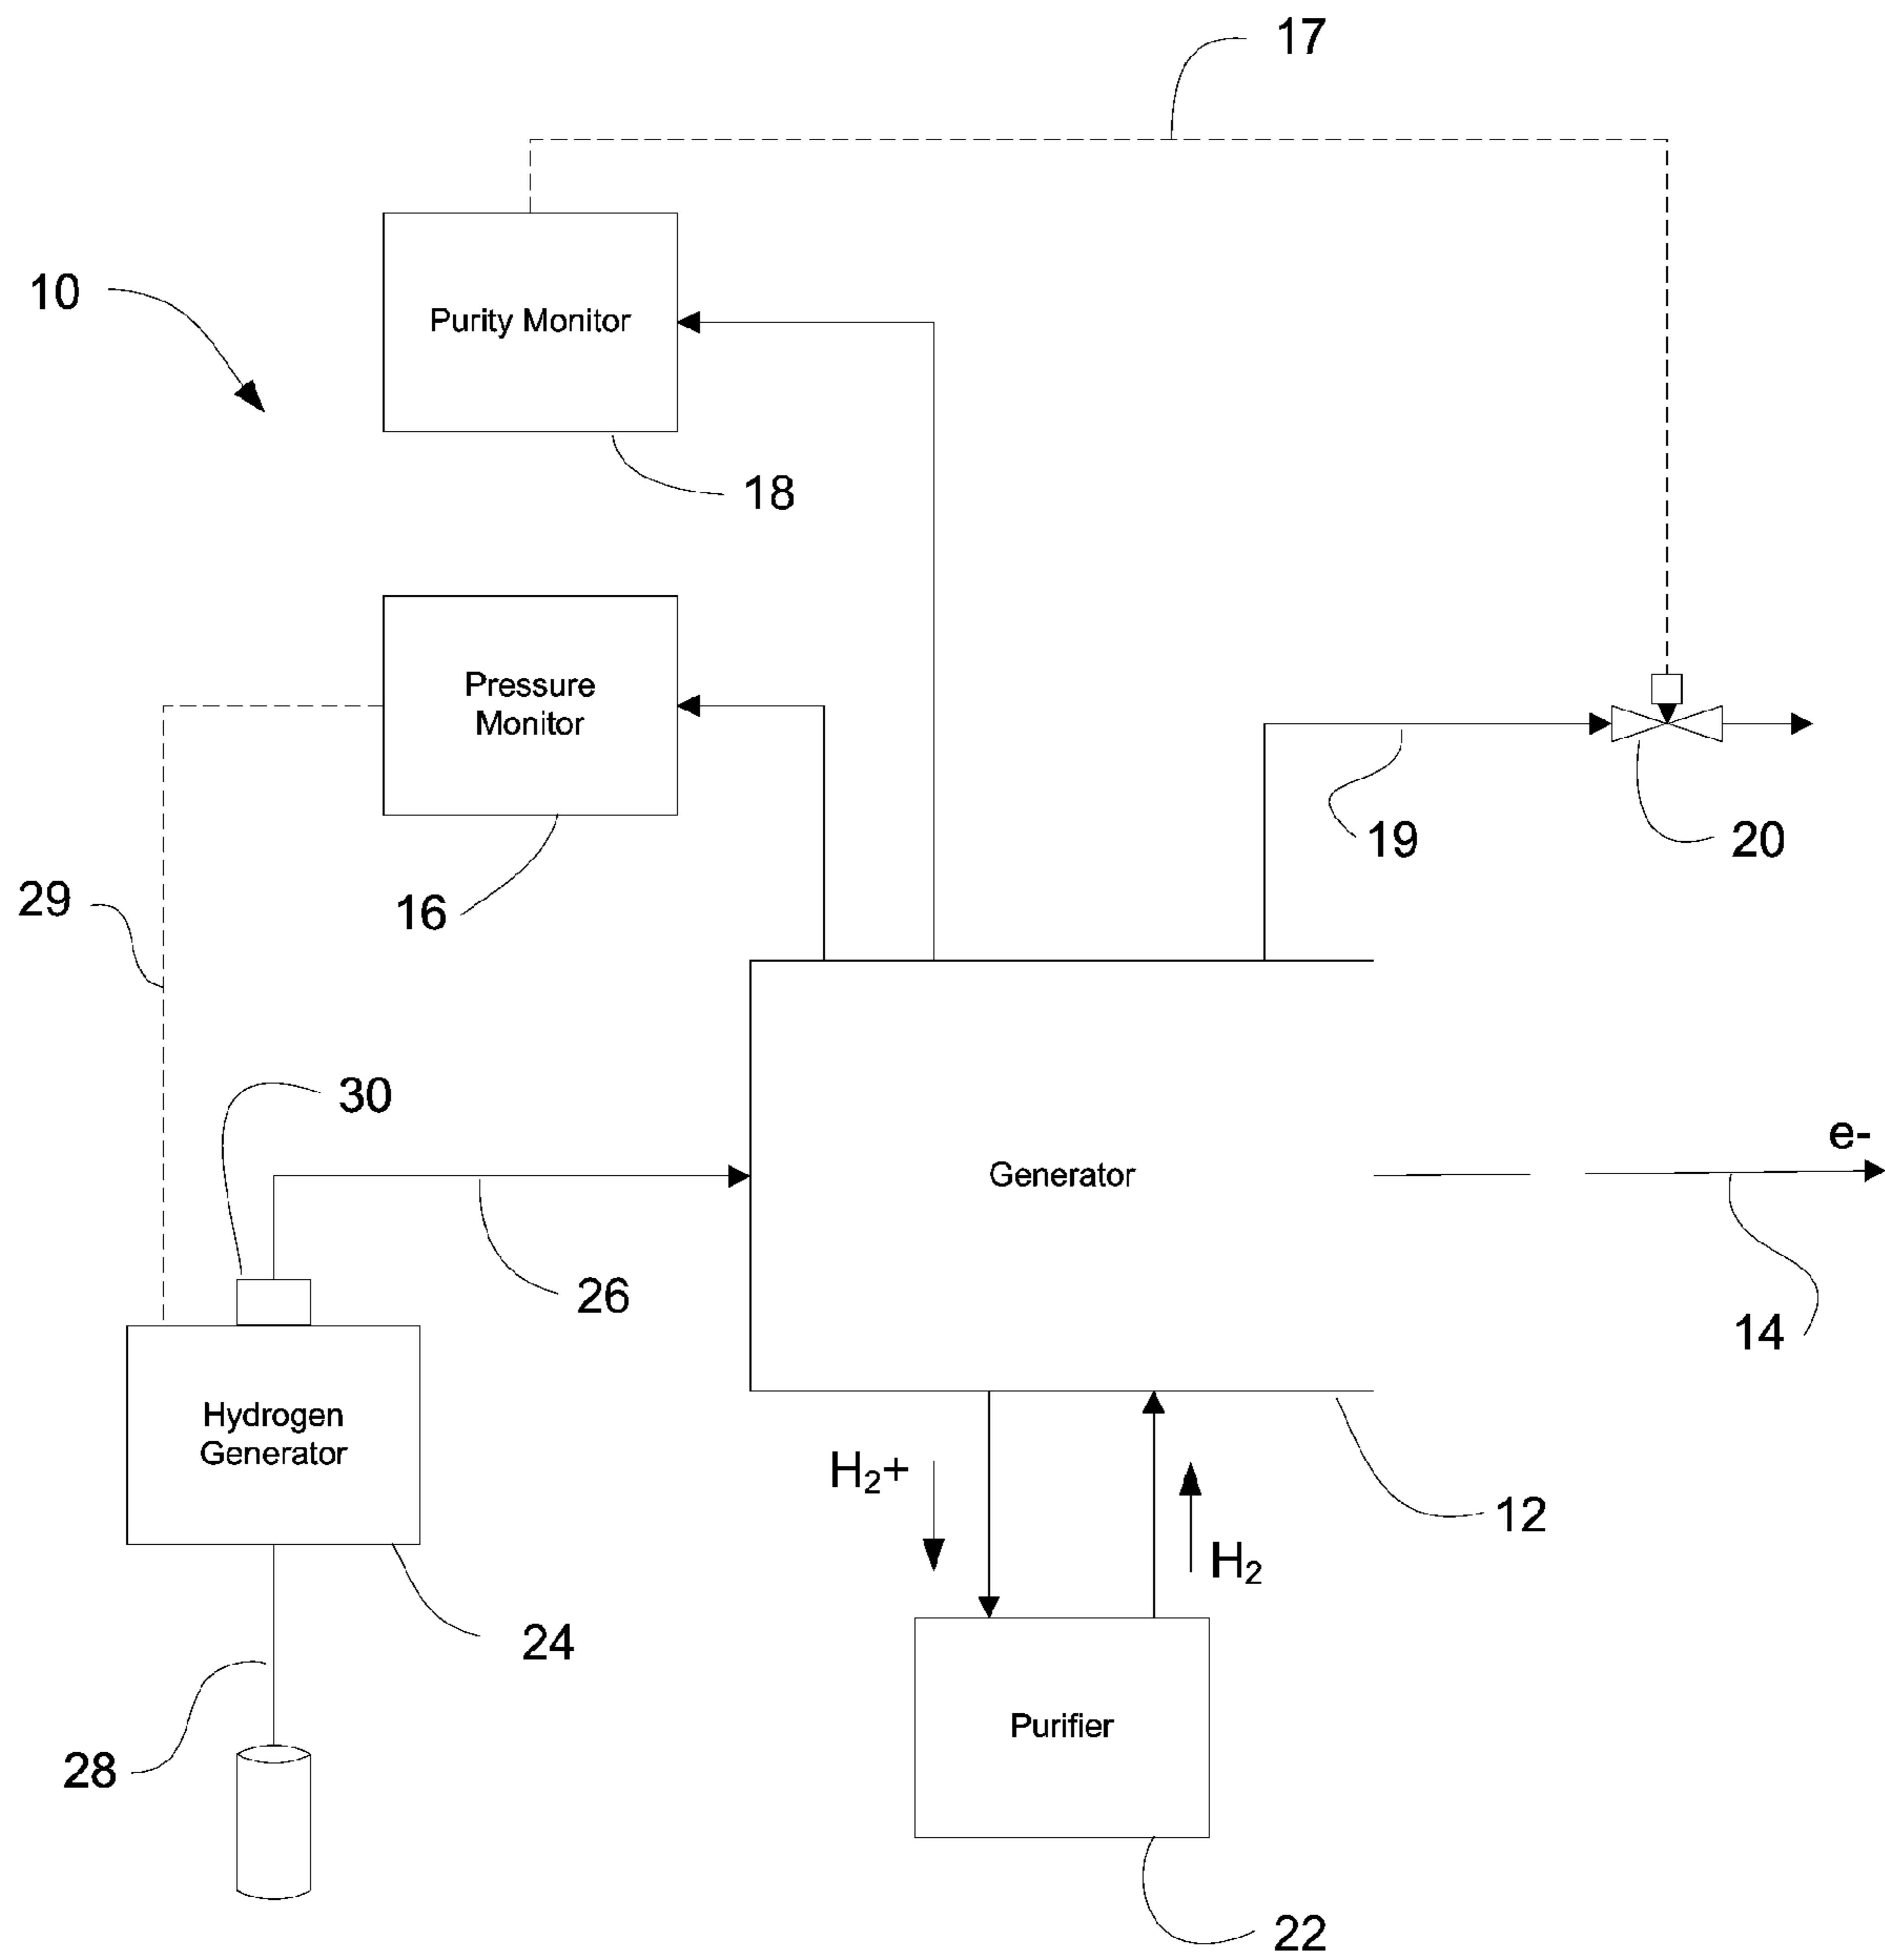 17
10
Purity Monitor
18
Pressure
Monitor
19
20
29
16
30
e-
Generator
26
14
Hydrogen
Generator
H₂+
12
H₂
24
Purifier
28
22